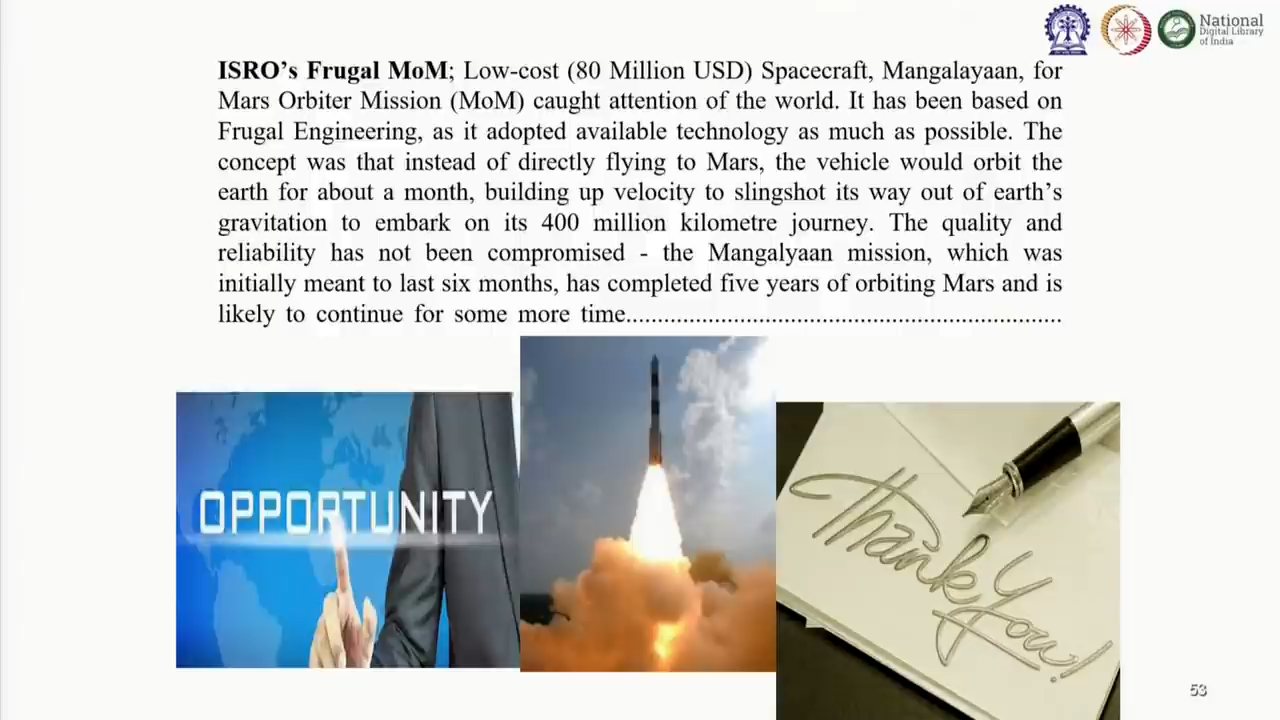 National
Digital Library
of India
ISRO's Frugal MoM; Low-cost (80 Million USD) Spacecraft, Mangalayaan, for
Mars Orbiter Mission (MoM) caught attention of the world. It has been based on
Frugal Engineering, as it adopted available technology as much as possible. The
concept was that instead of directly flying to Mars, the vehicle would orbit the
earth for about a month, building up velocity to slingshot its way out of earth's
gravitation to embark on its 400 million kilometre journey. The quality and
reliability has not been compromised - the Mangalyaan mission, which was
initially meant to last six months, has completed five years of orbiting Mars and is
likely to continue for some more time......................................................................
OPPORTUNITY
Thank
You!
53